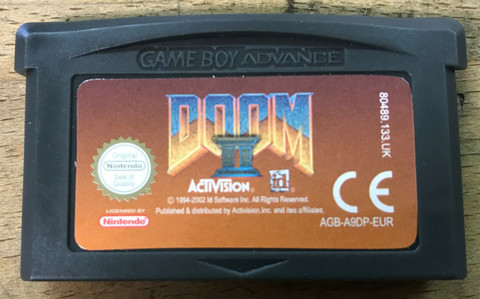 GAME BOY ADVANCE
DOOM
II
80489.133.UK
Original
Nintendo
Seal of
Quality
ACTIVISION
id
© 1994-2002 Id Software Inc. All Rights Reserved.
Published & distributed by Activision Inc. and its affiliates.
LICENSED BY
Nintendo
CE
AGB-A9DP-EUR